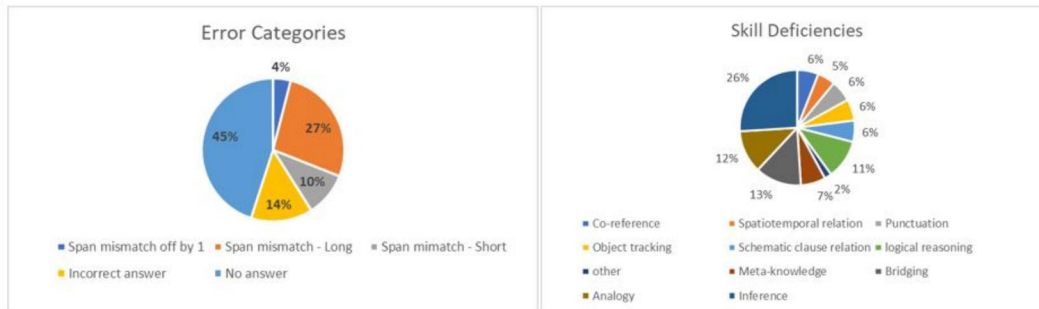 Error Categories
4%
27%
10%
14%
45%
Span mismatch off by 1 Span mismatch - Long Span mimatch - Short
Incorrect answer No answer
Skill Deficiencies
6%
5%
6%
6%
6%
11%
2%
7%
13%
12%
26%
Co-reference Spatiotemporal relation Punctuation
Object tracking Schematic clause relation logical reasoning
other Meta-knowledge Bridging
Analogy Inference